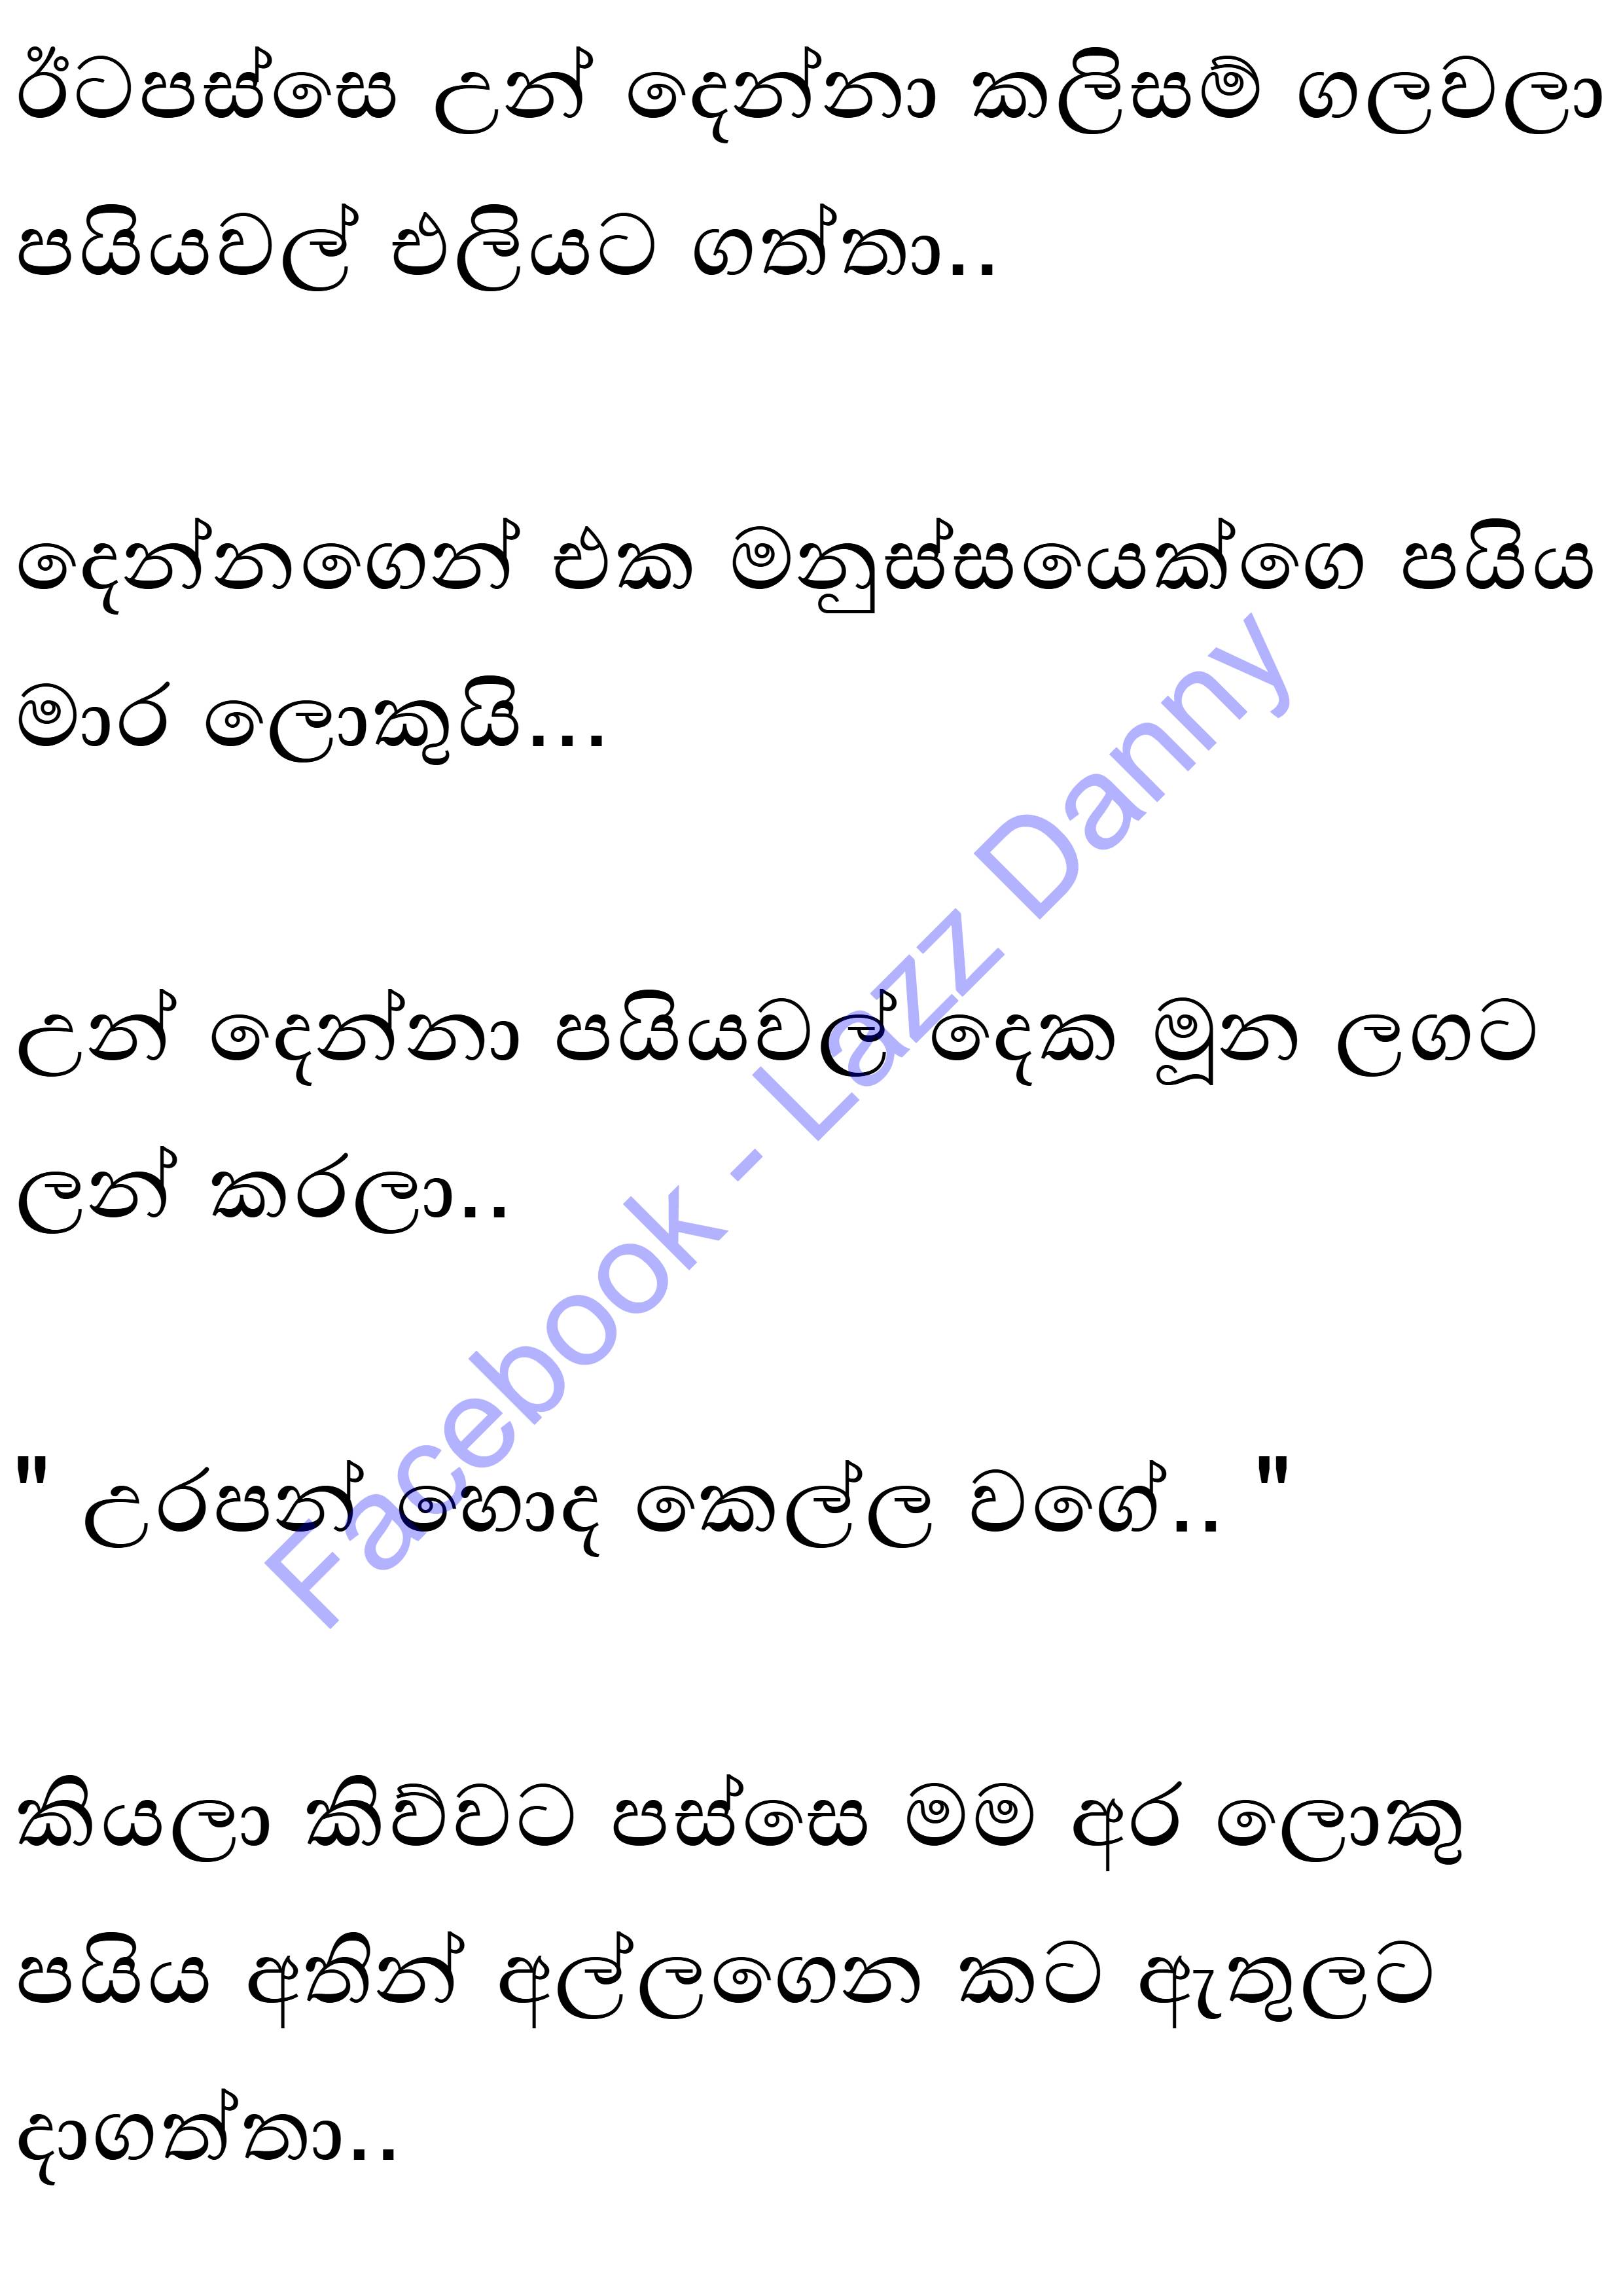 ඊටපස්සෙ උන් දෙන්නා කලිසම් ගලවලා
පයියවල් එලියට ගත්තා..
දෙන්නගෙන් එක මනුස්සයෙක්ගෙ පයිය
මාර ලොකුයි...
උන් දෙන්නා පයියවල් දෙක මූන ලගට
ලන් කරලා..
" උරපන් හොද කෙල්ල වගේ.. "
කියලා කිව්වට පස්සෙ මම අර ලොකු
පයිය අතින් අල්ලගෙන කට ඇතුලට
දාගත්තා..
Facebook - Lazz Danny